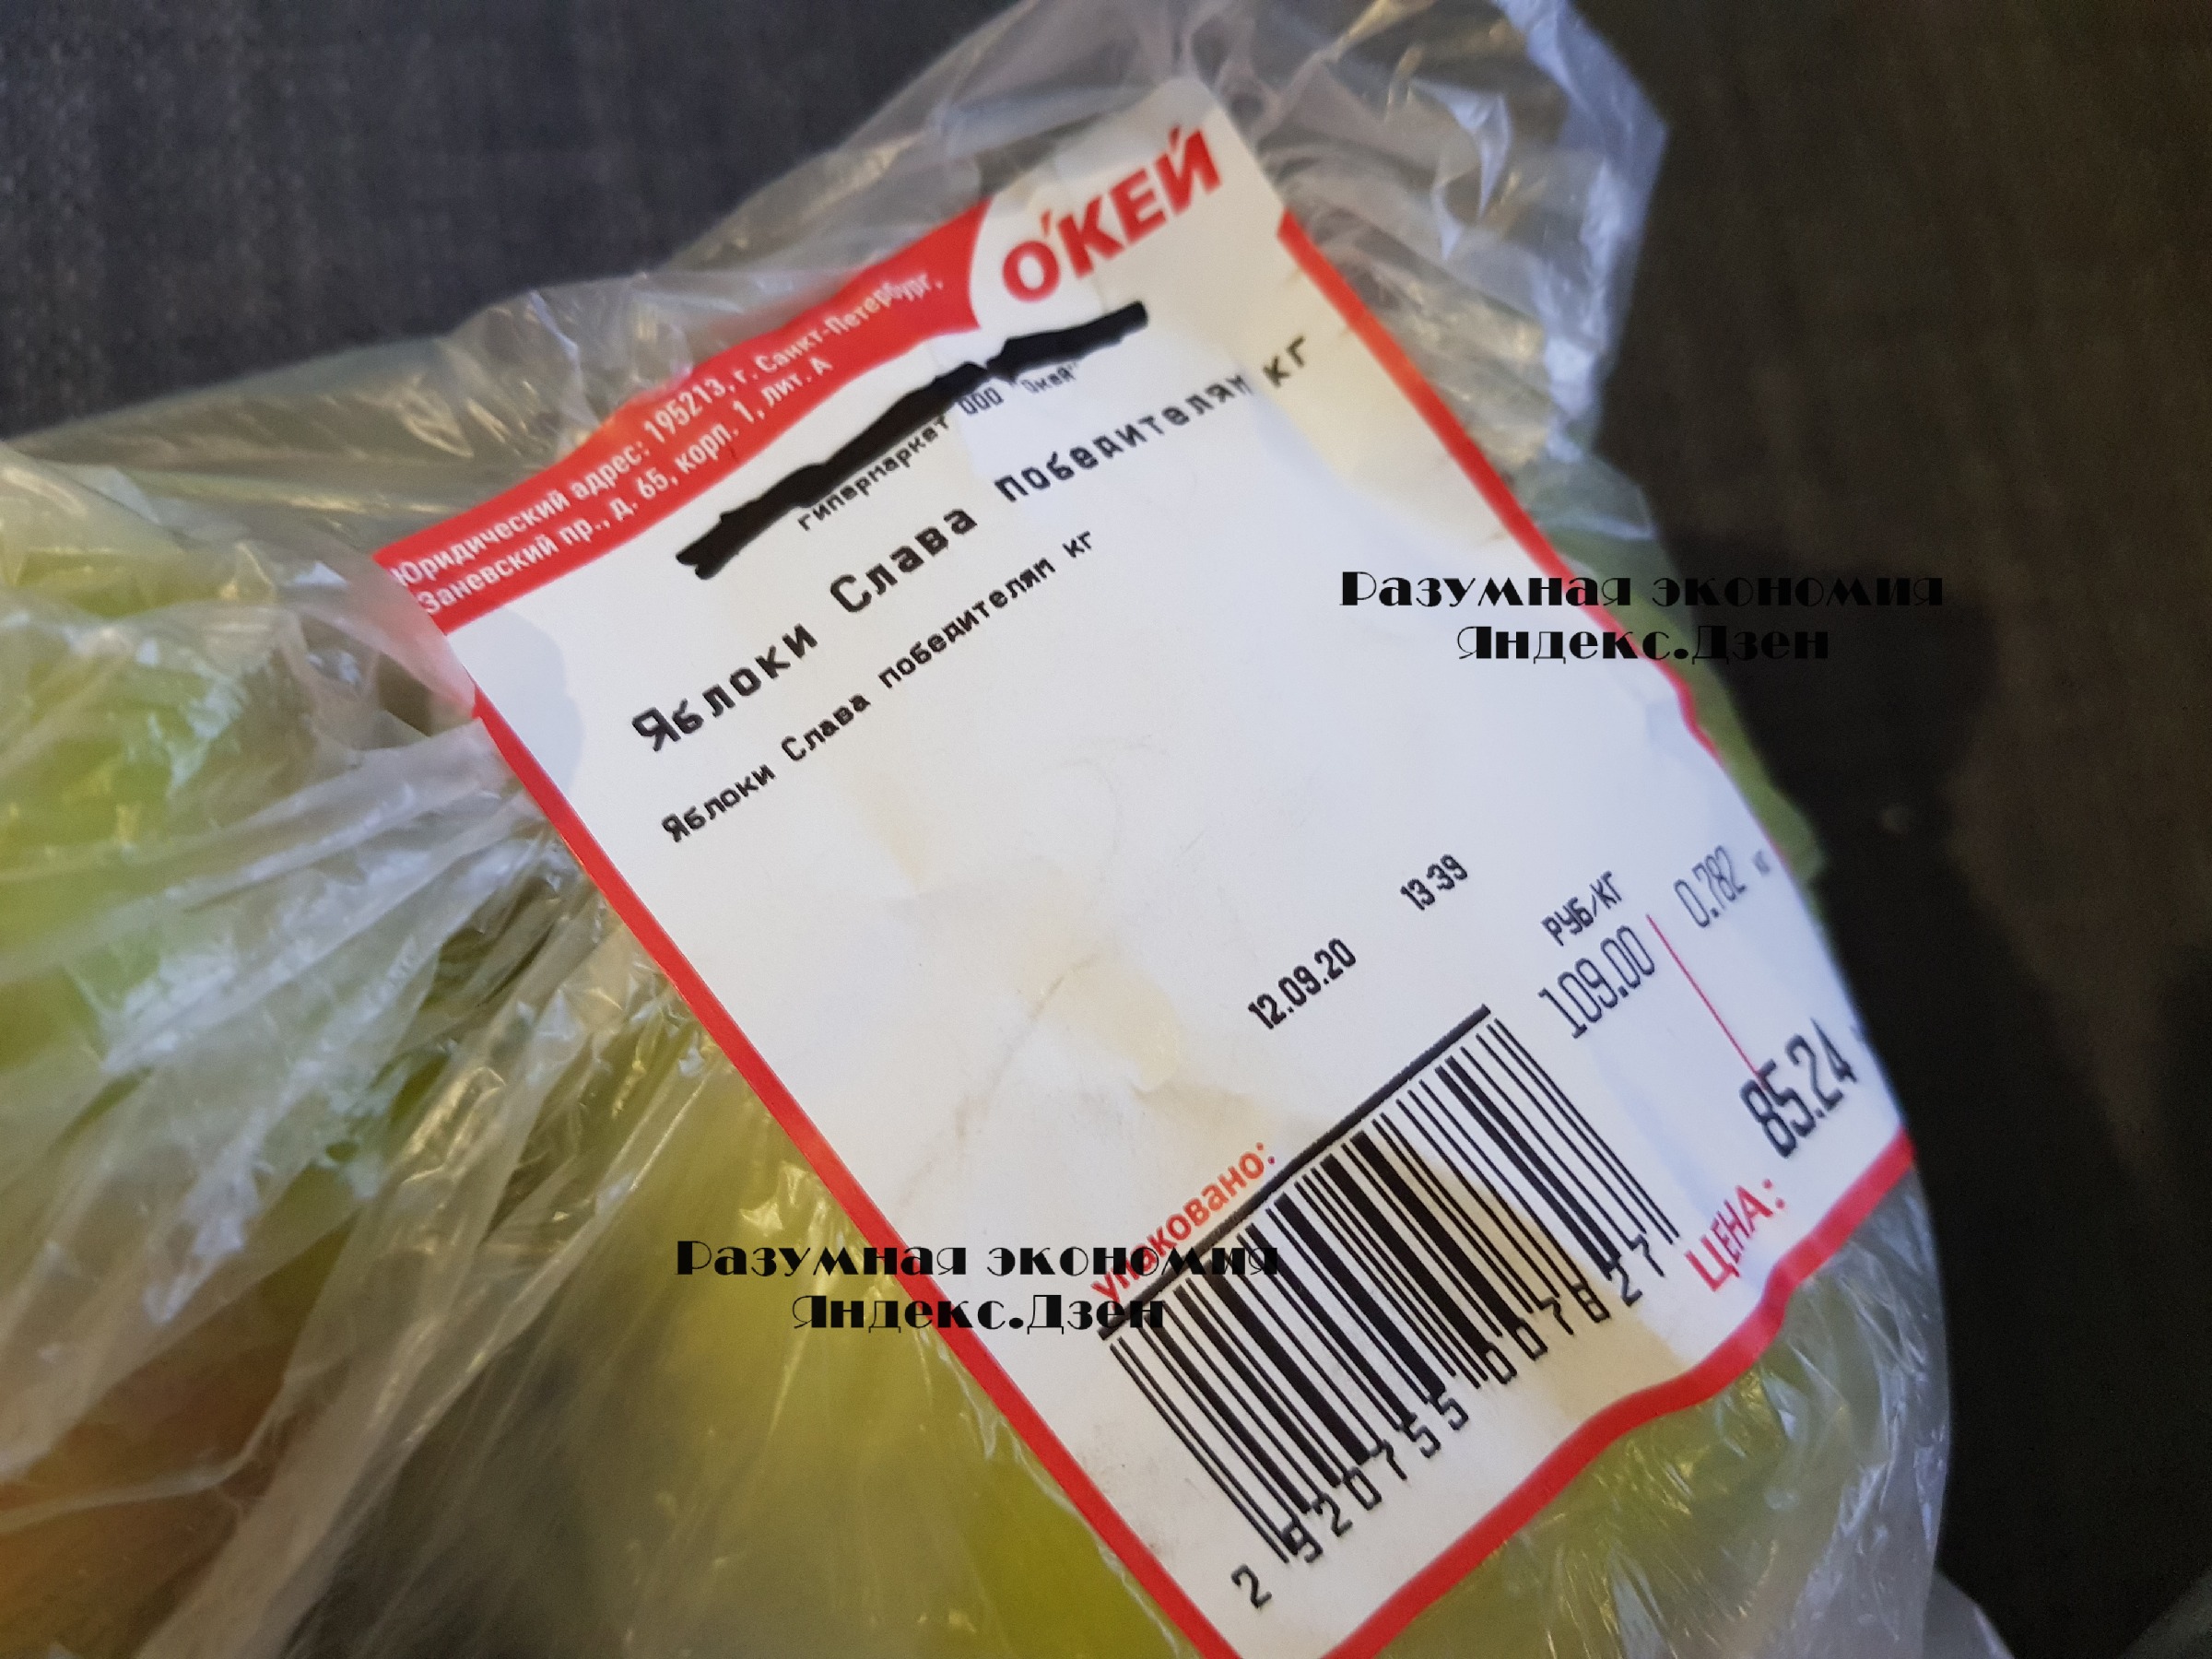 О'КЕЙ
Юридический адрес: 195213, г. Санкт-Петербург,
Заневский пр., д. 65, корп. 1, лит. А
гипермаркет ООО "Окей"
Яблоки Слава победителям кг
Яблоки Слава победителям кг
12.09.20 13:39
РУБ/КГ
109.00
0.782 кг
85.24
упаковано:
ЦЕНА:
2 920755 007827
Разумная экономия
Яндекс.Дзен
Разумная экономия
Яндекс.Дзен